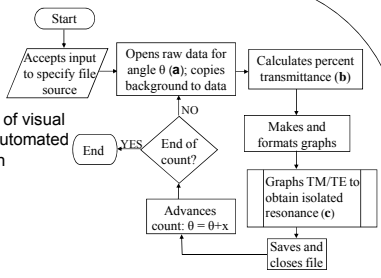 Start
Accepts input
to specify file
source
Opens raw data for
angle θ (a); copies
background to data
Calculates percent
transmittance (b)
Makes and
formats graphs
Graphs TM/TE to
obtain isolated
resonance (c)
Saves and
closes file
Advances
count: θ = θ+x
End of
count?
NO
YES
End
of visual
utomated
n